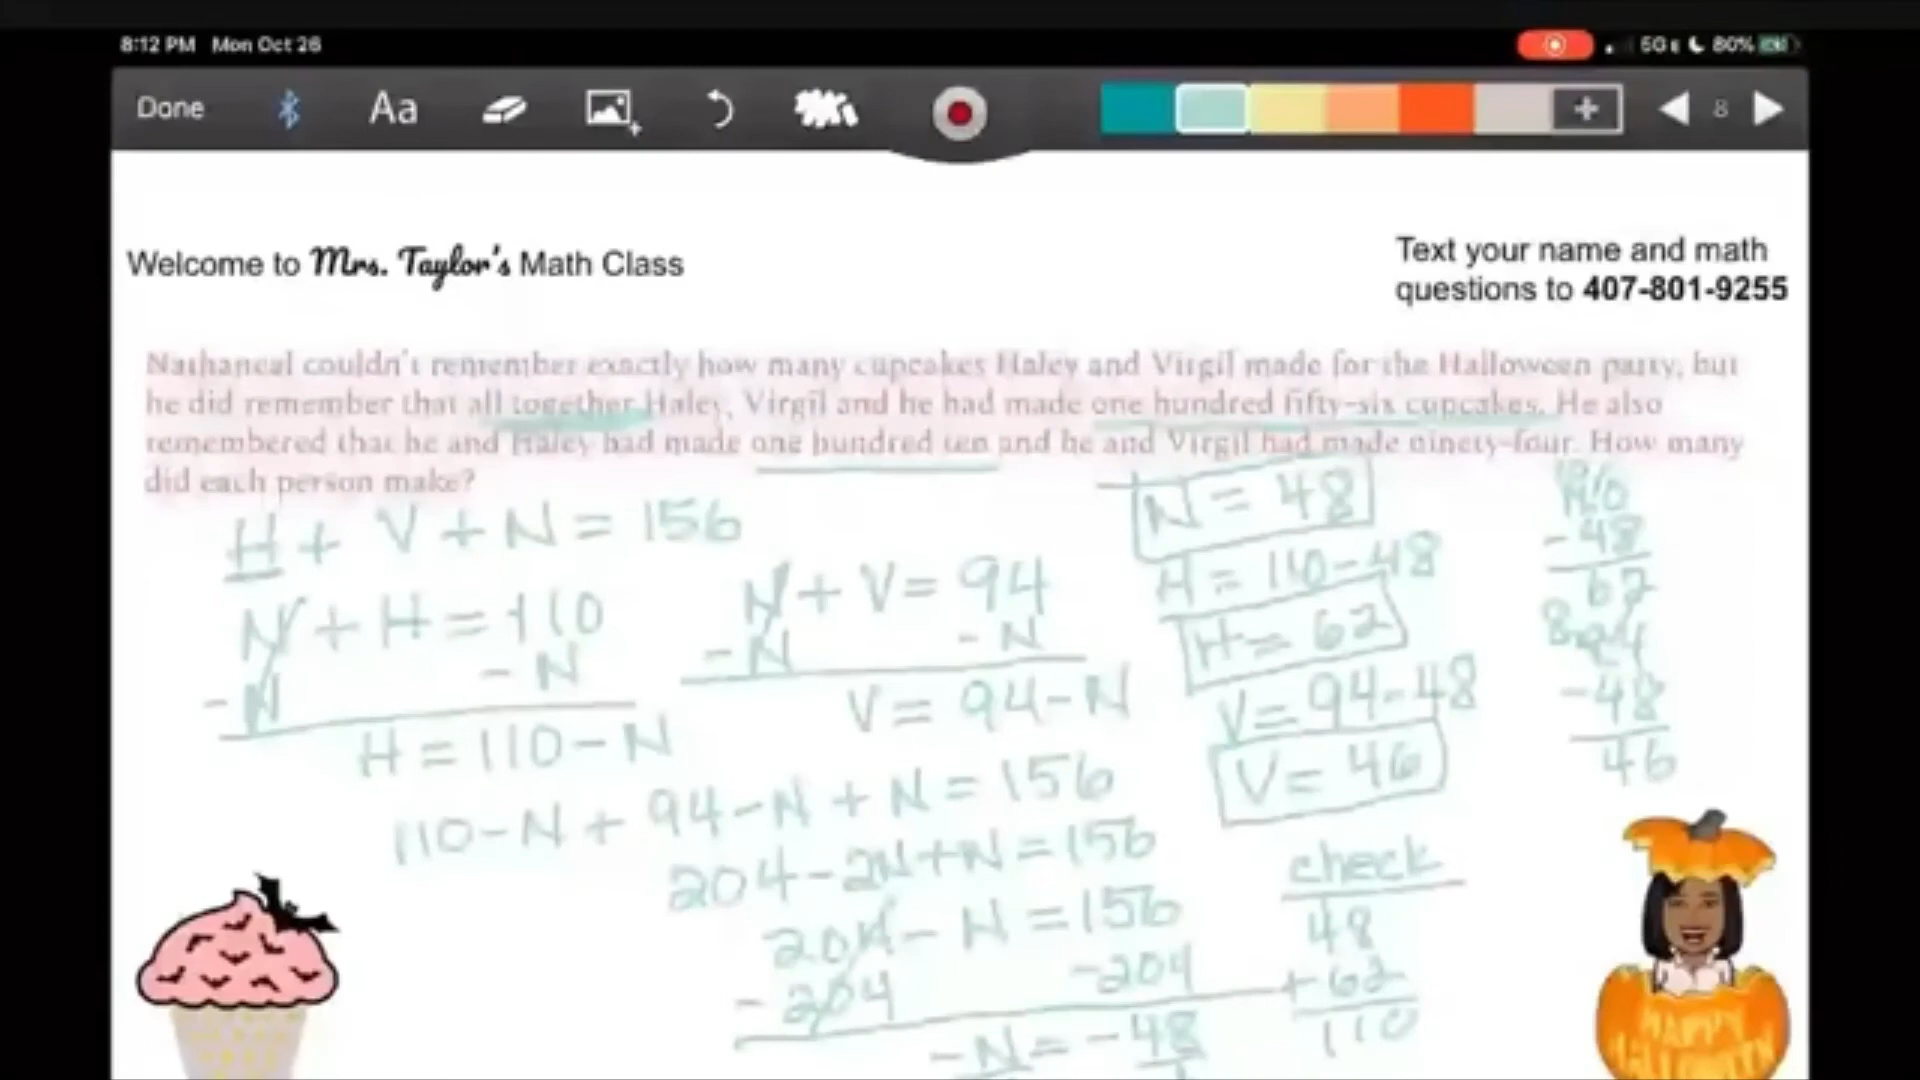 8:12 PM Mon Oct 26
5G 80%
Done Aa 8
Welcome to Mrs. Taylor's Math Class
Text your name and math
questions to 407-801-9255
Nathaneal couldn't remember exactly how many cupcakes Haley and Virgil made for the Halloween party, but
he did remember that all together Haley, Virgil and he had made one hundred fifty-six cupcakes. He also
remembered that he and Haley had made one hundred ten and he and Virgil had made ninety-four. How many
did each person make?
H + V + N = 156
N + H = 110
- N - N
H = 110 - N
N + V = 94
- N - N
V = 94 - N
110 - N + 94 - N + N = 156
204 - 2N + N = 156
204 - N = 156
- 204 - 204
- N = - 48
N = 48
H = 110 - 48
H = 62
V = 94 - 48
V = 46
110
- 48
62
94
- 48
46
check
48
+ 62
110
HAPPY
HALLOWEEN